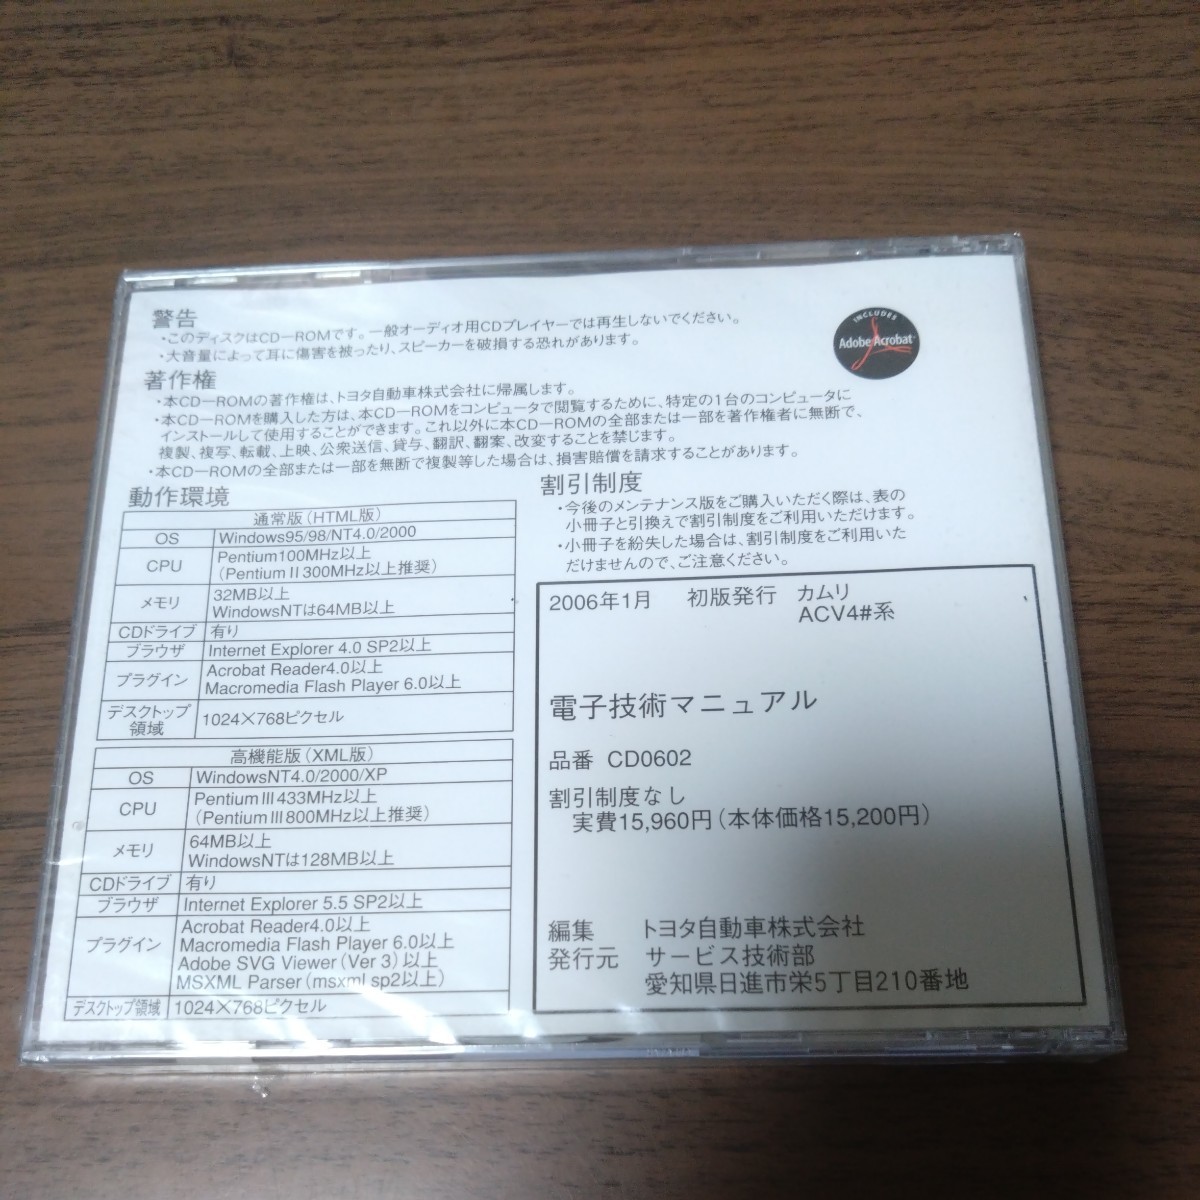 警告
・このディスクはCD−ROMです。一般オーディオ用CDプレイヤーでは再生しないでください。
・大音量によって耳に傷害を被ったり、スピーカーを破損する恐れがあります。
INCLUDES
Adobe Acrobat
著作権
・本CD−ROMの著作権は、トヨタ自動車株式会社に帰属します。
・本CD−ROMを購入した方は、本CD−ROMをコンピュータで閲覧するために、特定の1台のコンピュータに
インストールして使用することができます。これ以外に本CD−ROMの全部または一部を著作権者に無断で、
複製、複写、転載、上映、公衆送信、貸与、翻訳、翻案、改変することを禁じます。
・本CD−ROMの全部または一部を無断で複製等した場合は、損害賠償を請求することがあります。
動作環境
通常版（HTML版）
OS Windows95/98/NT4.0/2000
CPU Pentium100MHz以上
（PentiumⅡ300MHz以上推奨）
メモリ 32MB以上
WindowsNTは64MB以上
CDドライブ 有り
ブラウザ Internet Explorer 4.0 SP2以上
プラグイン Acrobat Reader4.0以上
Macromedia Flash Player 6.0以上
デスクトップ
領域 1024×768ピクセル
高機能版（XML版）
OS WindowsNT4.0/2000/XP
CPU PentiumⅢ433MHz以上
（PentiumⅢ800MHz以上推奨）
メモリ 64MB以上
WindowsNTは128MB以上
CDドライブ 有り
ブラウザ Internet Explorer 5.5 SP2以上
プラグイン Acrobat Reader4.0以上
Macromedia Flash Player 6.0以上
Adobe SVG Viewer（Ver 3）以上
MSXML Parser（msxml sp2以上）
デスクトップ領域 1024×768ピクセル
割引制度
・今後のメンテナンス版をご購入いただく際は、表の
小冊子と引換えで割引制度をご利用いただけます。
・小冊子を紛失した場合は、割引制度をご利用いた
だけませんので、ご注意ください。
2006年1月 初版発行 カムリ
ACV4#系
電子技術マニュアル
品番 CD0602
割引制度なし
実費15,960円（本体価格15,200円）
編集 トヨタ自動車株式会社
発行元 サービス技術部
愛知県日進市栄5丁目210番地